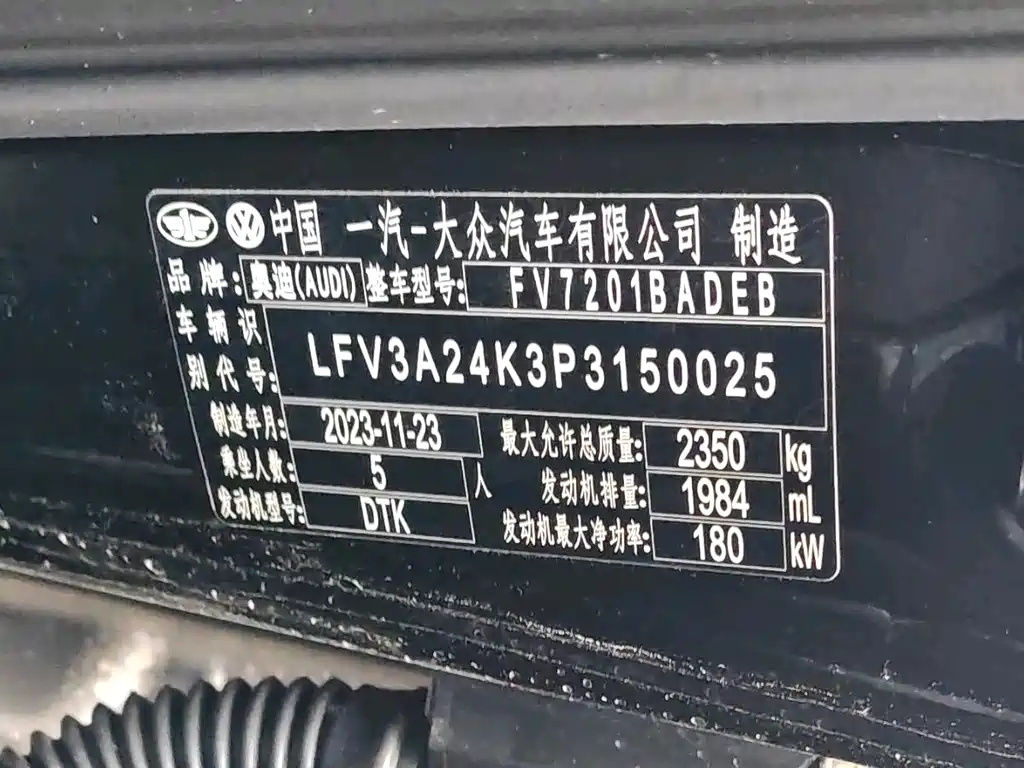 中国 一汽-大众汽车有限公司 制造
品牌: 奥迪(AUDI) 整车型号: FV7201BADEB
车辆识别代号: LFV3A24K3P3150025
制造年月: 2023-11-23 最大允许总质量: 2350 kg
乘坐人数: 5 人 发动机排量: 1984 mL
发动机型号: DTK 发动机最大净功率: 180 kW